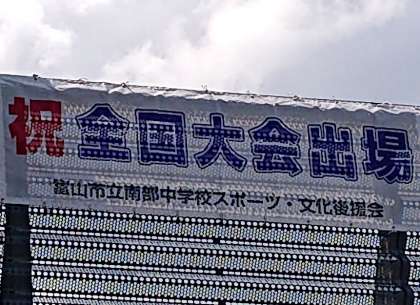 祝 全国大会出場
富山市立南部中学校スポーツ・文化後援会